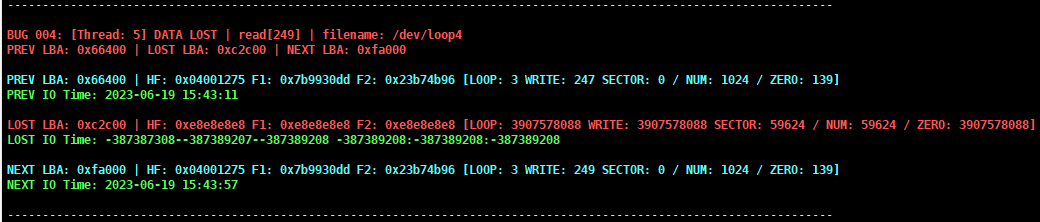 --------------------------------------------------------------------------------------------------------------------
BUG 004: [Thread: 5] DATA LOST | read[249] | filename: /dev/loop4
PREV LBA: 0x66400 | LOST LBA: 0xc2c00 | NEXT LBA: 0xfa000
PREV LBA: 0x66400 | HF: 0x04001275 F1: 0x7b9930dd F2: 0x23b74b96 [LOOP: 3 WRITE: 247 SECTOR: 0 / NUM: 1024 / ZERO: 139]
PREV IO Time: 2023-06-19 15:43:11
LOST LBA: 0xc2c00 | HF: 0xe8e8e8e8 F1: 0xe8e8e8e8 F2: 0xe8e8e8e8 [LOOP: 3907578088 WRITE: 3907578088 SECTOR: 59624 / NUM: 59624 / ZERO: 3907578088]
LOST IO Time: -387387308--387389207--387389208 -387389208:-387389208:-387389208
NEXT LBA: 0xfa000 | HF: 0x04001275 F1: 0x7b9930dd F2: 0x23b74b96 [LOOP: 3 WRITE: 249 SECTOR: 0 / NUM: 1024 / ZERO: 139]
NEXT IO Time: 2023-06-19 15:43:57
--------------------------------------------------------------------------------------------------------------------